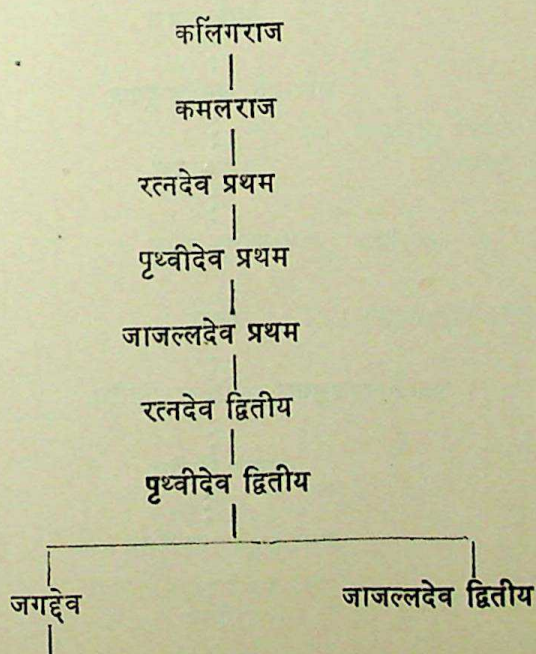 कलिंगराज
कमलराज
रत्नदेव प्रथम
पृथ्वीदेव प्रथम
जाजल्लदेव प्रथम
रत्नदेव द्वितीय
पृथ्वीदेव द्वितीय
जगद्देव जाजल्लदेव द्वितीय